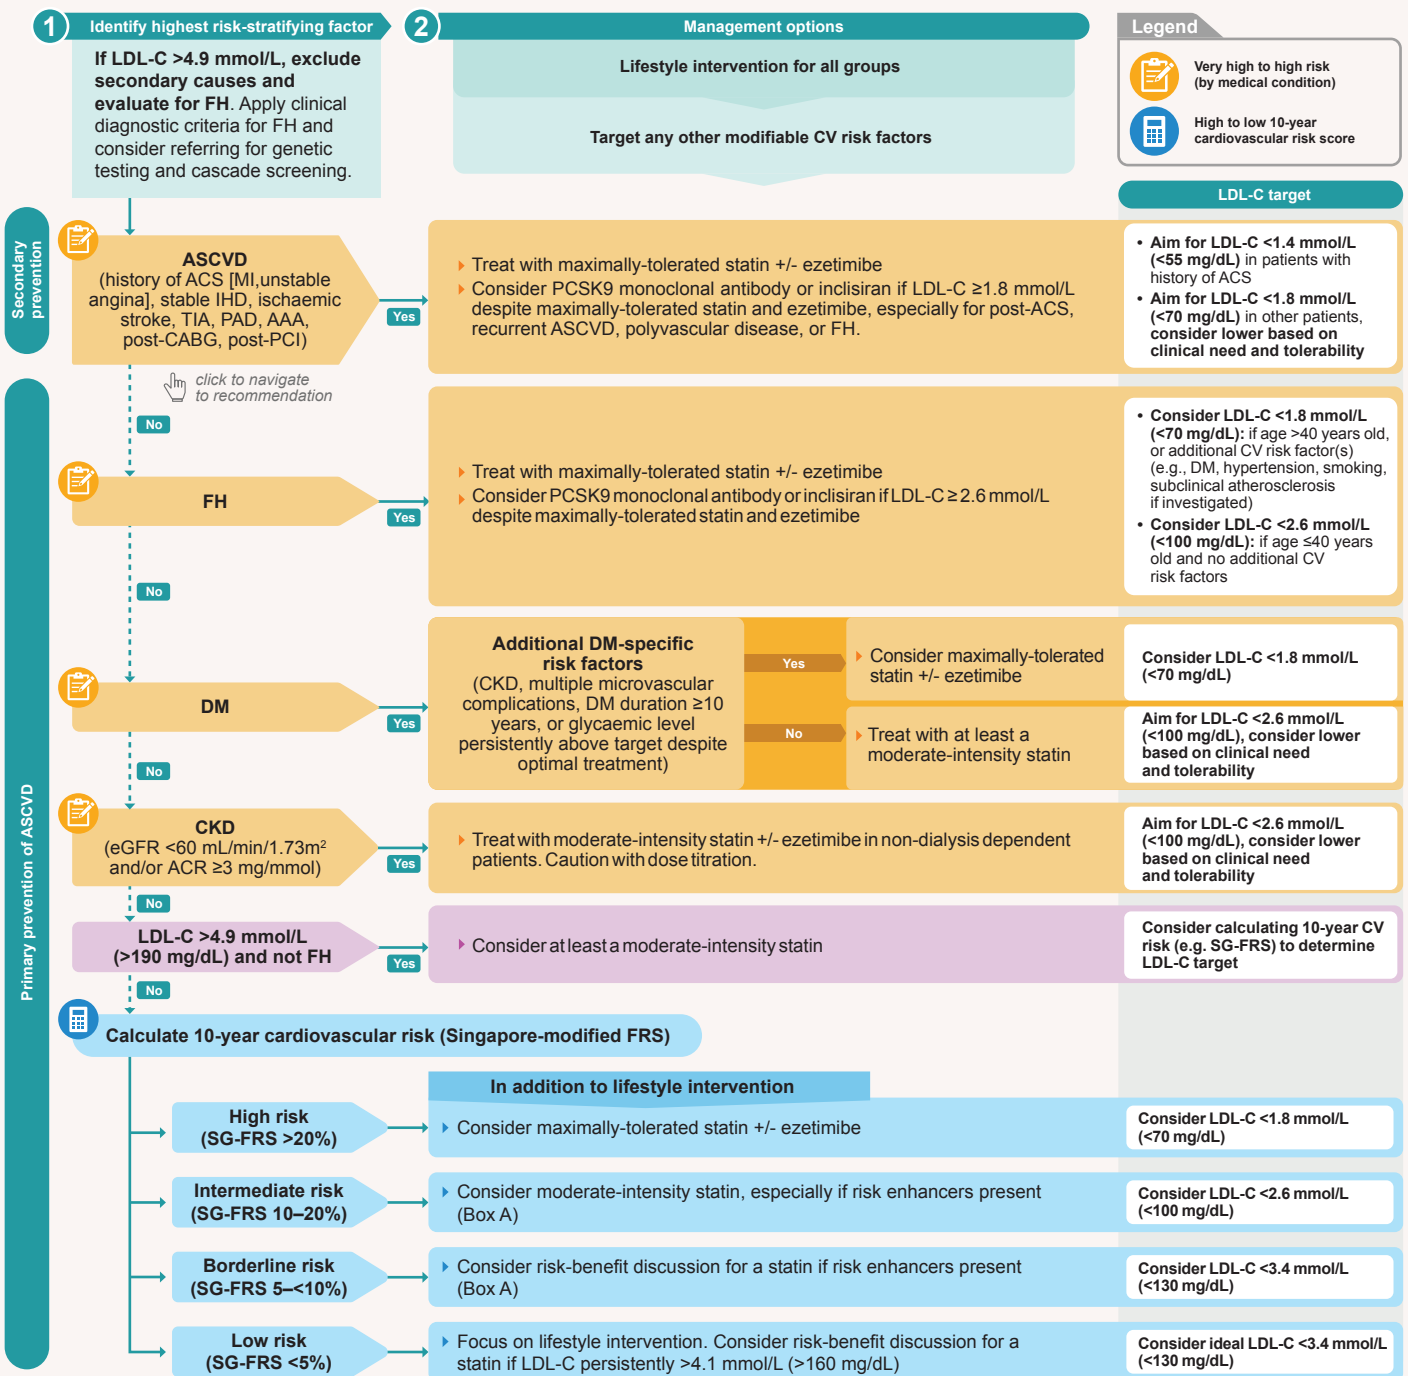 1 Identify highest risk-stratifying factor
If LDL-C >4.9 mmol/L, exclude
secondary causes and
evaluate for FH. Apply clinical
diagnostic criteria for FH and
consider referring for genetic
testing and cascade screening.
2 Management options
Lifestyle intervention for all groups
Target any other modifiable CV risk factors
Legend
Very high to high risk
(by medical condition)
High to low 10-year
cardiovascular risk score
LDL-C target
Secondary
prevention
ASCVD
(history of ACS [MI,unstable
angina], stable IHD, ischaemic
stroke, TIA, PAD, AAA,
post-CABG, post-PCI)
Yes
Treat with maximally-tolerated statin +/- ezetimibe
Consider PCSK9 monoclonal antibody or inclisiran if LDL-C ≥1.8 mmol/L
despite maximally-tolerated statin and ezetimibe, especially for post-ACS,
recurrent ASCVD, polyvascular disease, or FH.
• Aim for LDL-C <1.4 mmol/L
(<55 mg/dL) in patients with
history of ACS
• Aim for LDL-C <1.8 mmol/L
(<70 mg/dL) in other patients,
consider lower based on
clinical need and tolerability
click to navigate
to recommendation
Primary prevention of ASCVD
No
FH
Yes
Treat with maximally-tolerated statin +/- ezetimibe
Consider PCSK9 monoclonal antibody or inclisiran if LDL-C ≥ 2.6 mmol/L
despite maximally-tolerated statin and ezetimibe
• Consider LDL-C <1.8 mmol/L
(<70 mg/dL): if age >40 years old,
or additional CV risk factor(s)
(e.g., DM, hypertension, smoking,
subclinical atherosclerosis
if investigated)
• Consider LDL-C <2.6 mmol/L
(<100 mg/dL): if age ≤40 years
old and no additional CV
risk factors
No
DM
Yes
Additional DM-specific
risk factors
(CKD, multiple microvascular
complications, DM duration ≥10
years, or glycaemic level
persistently above target despite
optimal treatment)
Yes
Consider maximally-tolerated
statin +/- ezetimibe
Consider LDL-C <1.8 mmol/L
(<70 mg/dL)
No
Treat with at least a
moderate-intensity statin
Aim for LDL-C <2.6 mmol/L
(<100 mg/dL), consider lower
based on clinical need
and tolerability
No
CKD
(eGFR <60 mL/min/1.73m²
and/or ACR ≥3 mg/mmol)
Yes
Treat with moderate-intensity statin +/- ezetimibe in non-dialysis dependent
patients. Caution with dose titration.
Aim for LDL-C <2.6 mmol/L
(<100 mg/dL), consider lower
based on clinical need
and tolerability
No
LDL-C >4.9 mmol/L
(>190 mg/dL) and not FH
Yes
Consider at least a moderate-intensity statin
Consider calculating 10-year CV
risk (e.g. SG-FRS) to determine
LDL-C target
No
Calculate 10-year cardiovascular risk (Singapore-modified FRS)
In addition to lifestyle intervention
High risk
(SG-FRS >20%)
Consider maximally-tolerated statin +/- ezetimibe
Consider LDL-C <1.8 mmol/L
(<70 mg/dL)
Intermediate risk
(SG-FRS 10–20%)
Consider moderate-intensity statin, especially if risk enhancers present
(Box A)
Consider LDL-C <2.6 mmol/L
(<100 mg/dL)
Borderline risk
(SG-FRS 5–<10%)
Consider risk-benefit discussion for a statin if risk enhancers present
(Box A)
Consider LDL-C <3.4 mmol/L
(<130 mg/dL)
Low risk
(SG-FRS <5%)
Focus on lifestyle intervention. Consider risk-benefit discussion for a
statin if LDL-C persistently >4.1 mmol/L (>160 mg/dL)
Consider ideal LDL-C <3.4 mmol/L
(<130 mg/dL)